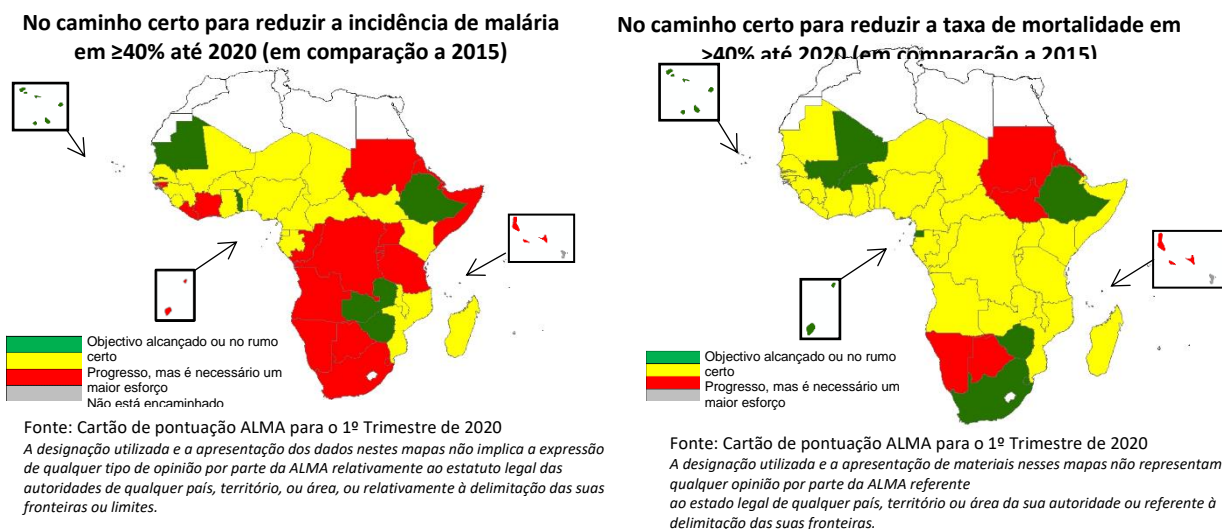 No caminho certo para reduzir a incidência de malária
em ≥40% até 2020 (em comparação a 2015)
Objectivo alcançado ou no rumo
certo
Progresso, mas é necessário um
maior esforço
Não está encaminhado
Fonte: Cartão de pontuação ALMA para o 1º Trimestre de 2020
A designação utilizada e a apresentação dos dados nestes mapas não implica a expressão
de qualquer tipo de opinião por parte da ALMA relativamente ao estatuto legal das
autoridades de qualquer país, território, ou área, ou relativamente à delimitação das suas
fronteiras ou limites.
No caminho certo para reduzir a taxa de mortalidade em
≥40% até 2020 (em comparação a 2015)
Objectivo alcançado ou no rumo
certo
Progresso, mas é necessário um
maior esforço
Fonte: Cartão de pontuação ALMA para o 1º Trimestre de 2020
A designação utilizada e a apresentação de materiais nesses mapas não representam
qualquer opinião por parte da ALMA referente
ao estado legal de qualquer país, território ou área da sua autoridade ou referente à
delimitação das suas fronteiras.